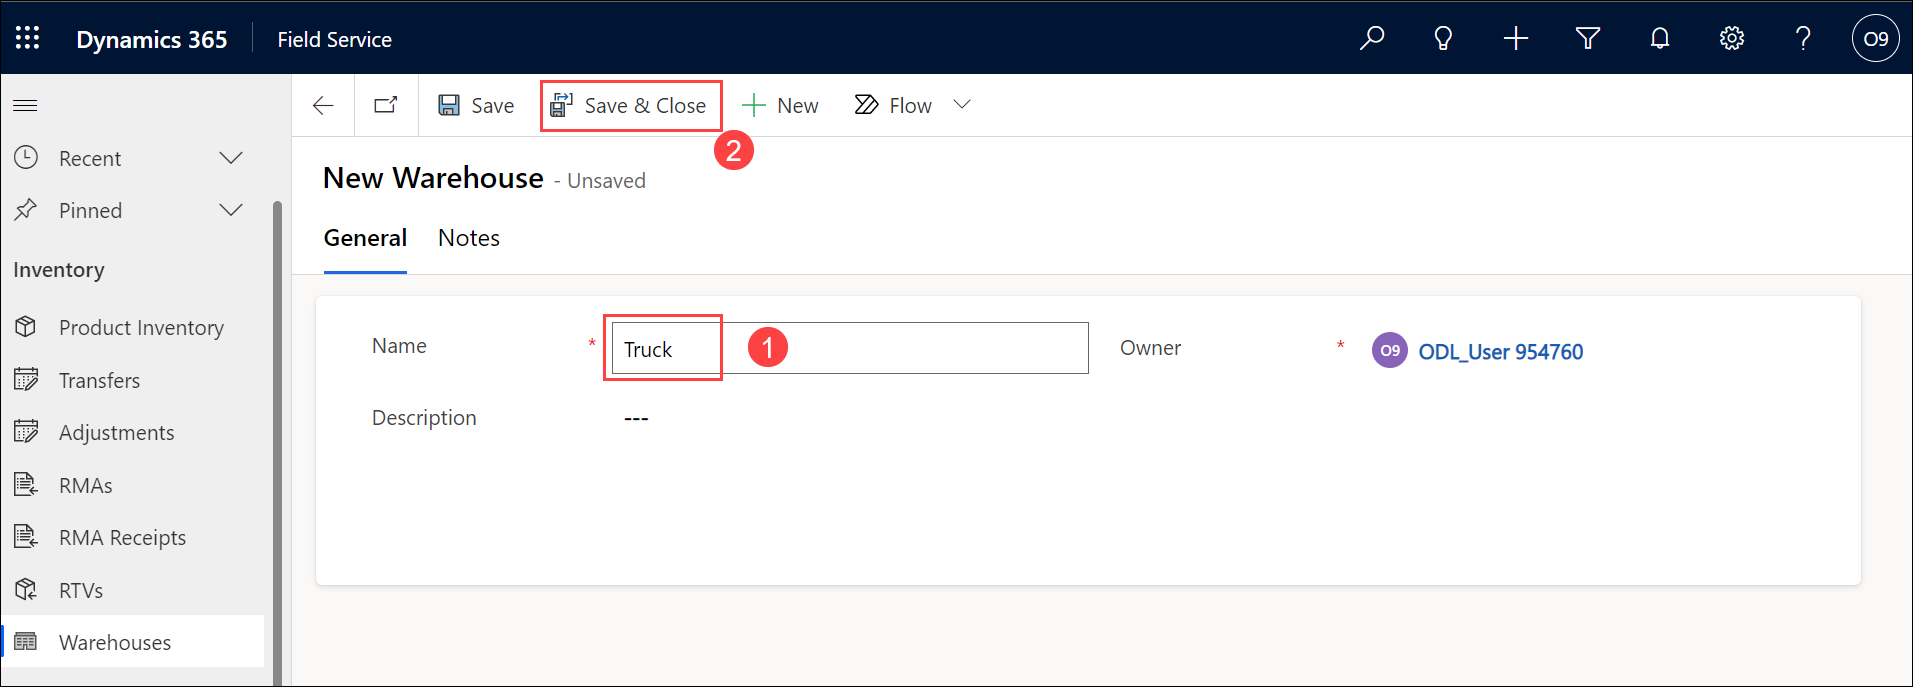 Dynamics 365 Field Service O9
Save Save & Close New Flow
2
Recent
Pinned
Inventory
Product Inventory
Transfers
Adjustments
RMAs
RMA Receipts
RTVs
Warehouses
New Warehouse - Unsaved
General Notes
Name * Truck 1 Owner * O9 ODL_User 954760
Description ---